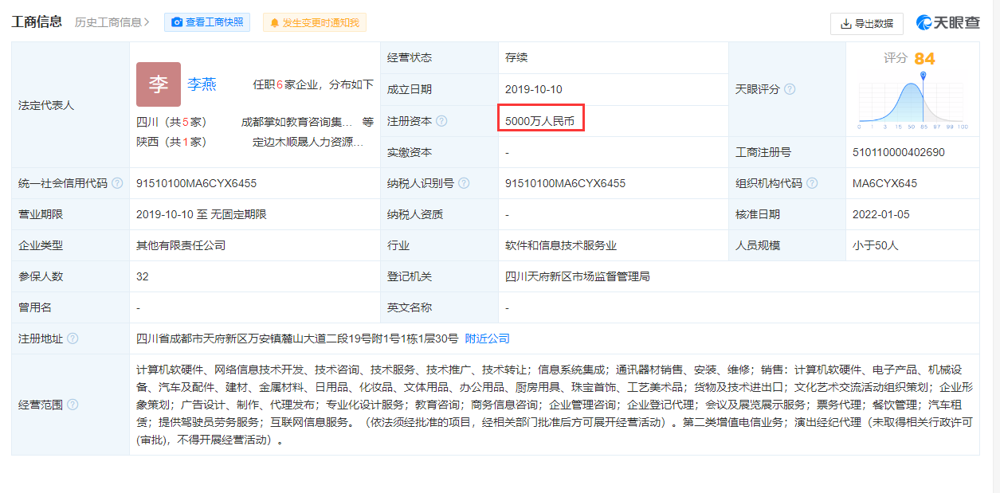 工商信息 历史工商信息 查看工商快照 发生变更时通知我 导出数据 天眼查
法定代表人
李 李燕 任职6家企业，分布如下
四川（共5家） 成都掌如教育咨询集... 等
陕西（共1家） 定边木顺晟人力资源...
经营状态 存续
成立日期 2019-10-10
注册资本 5000万人民币
实缴资本 -
天眼评分 评分 84
0 1 3 15 50 85 97 99 100
工商注册号 510110000402690
统一社会信用代码 91510100MA6CYX6455 纳税人识别号 91510100MA6CYX6455 组织机构代码 MA6CYX645
营业期限 2019-10-10 至 无固定期限 纳税人资质 - 核准日期 2022-01-05
企业类型 其他有限责任公司 行业 软件和信息技术服务业 人员规模 小于50人
参保人数 32 登记机关 四川天府新区市场监督管理局
曾用名 - 英文名称 -
注册地址 四川省成都市天府新区万安镇麓山大道二段19号附1号1栋1层30号 附近公司
经营范围
计算机软硬件、网络信息技术开发、技术咨询、技术服务、技术推广、技术转让；信息系统集成；通讯器材销售、安装、维修；销售：计算机软硬件、电子产品、机械设
备、汽车及配件、建材、金属材料、日用品、化妆品、文体用品、办公用品、厨房用具、珠宝首饰、工艺美术品；货物及技术进出口；文化艺术交流活动组织策划；企业形
象策划；广告设计、制作、代理发布；专业化设计服务；教育咨询；商务信息咨询；企业管理咨询；企业登记代理；会议及展览展示服务；票务代理；餐饮管理；汽车租
赁；提供驾驶员劳务服务；互联网信息服务。（依法须经批准的项目，经相关部门批准后方可展开经营活动）。第二类增值电信业务；演出经纪代理（未取得相关行政许可
(审批)，不得开展经营活动）。